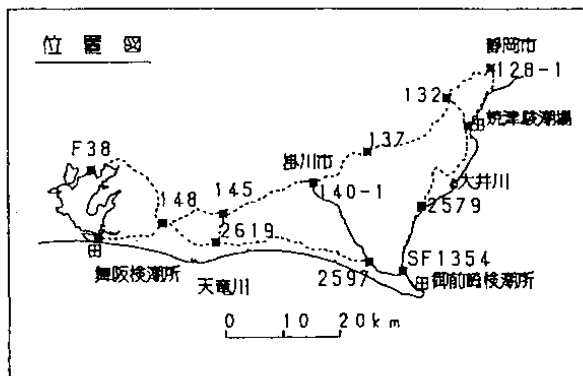 位置図
静岡市
128-1
132
焼津験潮場
F38
137
掛川市
148
145
140-1
大井川
2579
2619
SF1354
舞阪検潮所
2597
御前崎検潮所
天竜川
0 10 20km